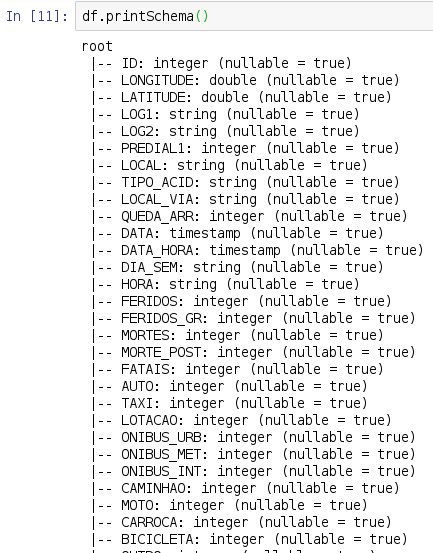 In [11]: df.printSchema()
root
|-- ID: integer (nullable = true)
|-- LONGITUDE: double (nullable = true)
|-- LATITUDE: double (nullable = true)
|-- LOG1: string (nullable = true)
|-- LOG2: string (nullable = true)
|-- PREDIAL1: integer (nullable = true)
|-- LOCAL: string (nullable = true)
|-- TIPO_ACID: string (nullable = true)
|-- LOCAL_VIA: string (nullable = true)
|-- QUEDA_ARR: integer (nullable = true)
|-- DATA: timestamp (nullable = true)
|-- DATA_HORA: timestamp (nullable = true)
|-- DIA_SEM: string (nullable = true)
|-- HORA: string (nullable = true)
|-- FERIDOS: integer (nullable = true)
|-- FERIDOS_GR: integer (nullable = true)
|-- MORTES: integer (nullable = true)
|-- MORTE_POST: integer (nullable = true)
|-- FATAIS: integer (nullable = true)
|-- AUTO: integer (nullable = true)
|-- TAXI: integer (nullable = true)
|-- LOTACAO: integer (nullable = true)
|-- ONIBUS_URB: integer (nullable = true)
|-- ONIBUS_MET: integer (nullable = true)
|-- ONIBUS_INT: integer (nullable = true)
|-- CAMINHAO: integer (nullable = true)
|-- MOTO: integer (nullable = true)
|-- CARROCA: integer (nullable = true)
|-- BICICLETA: integer (nullable = true)